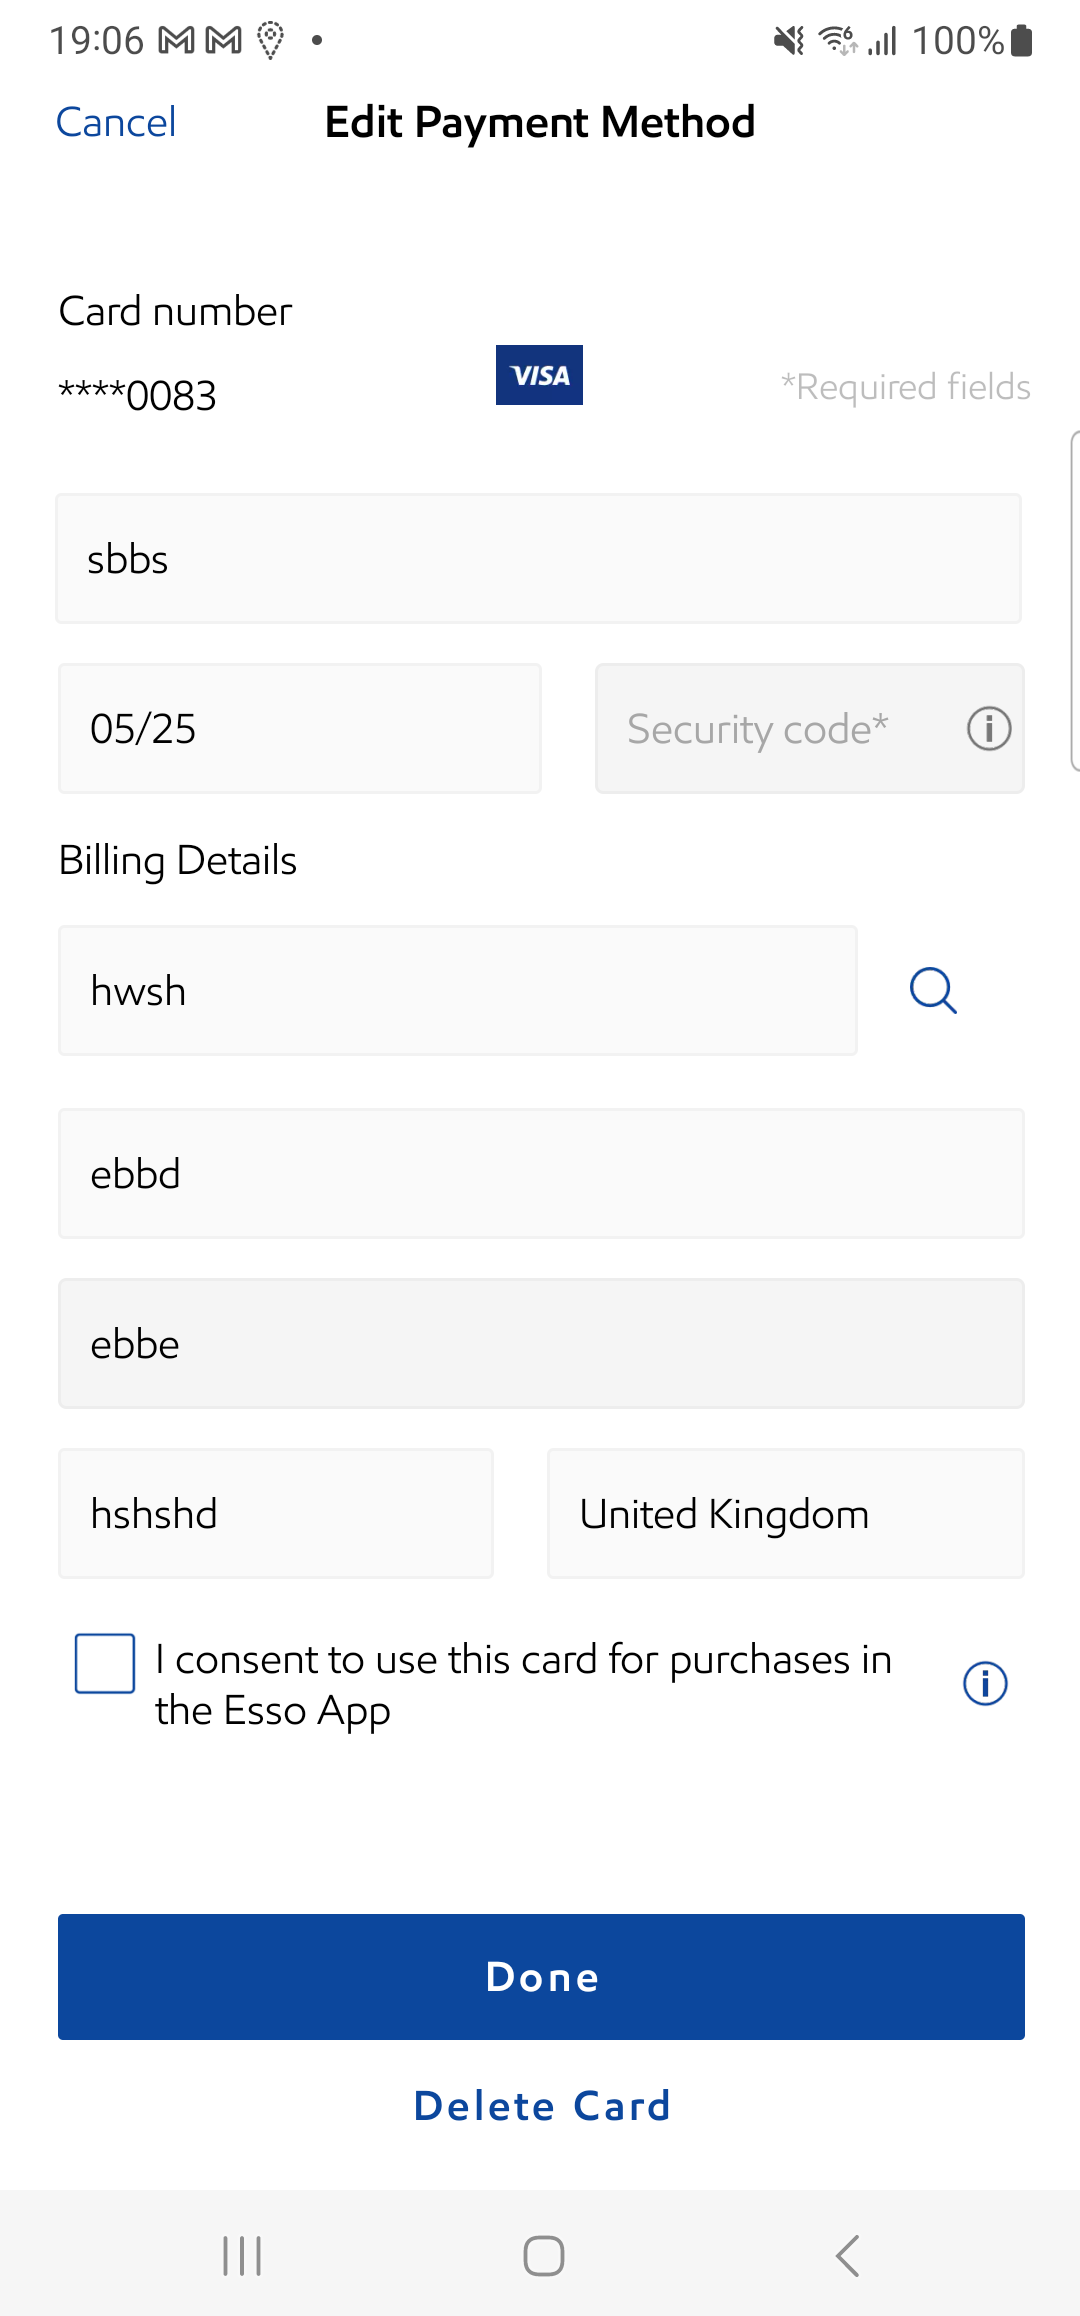 19:06 100%
Cancel Edit Payment Method
Card number
****0083 VISA *Required fields
sbbs
05/25 Security code*
Billing Details
hwsh
ebbd
ebbe
hshshd United Kingdom
I consent to use this card for purchases in
the Esso App
Done
Delete Card